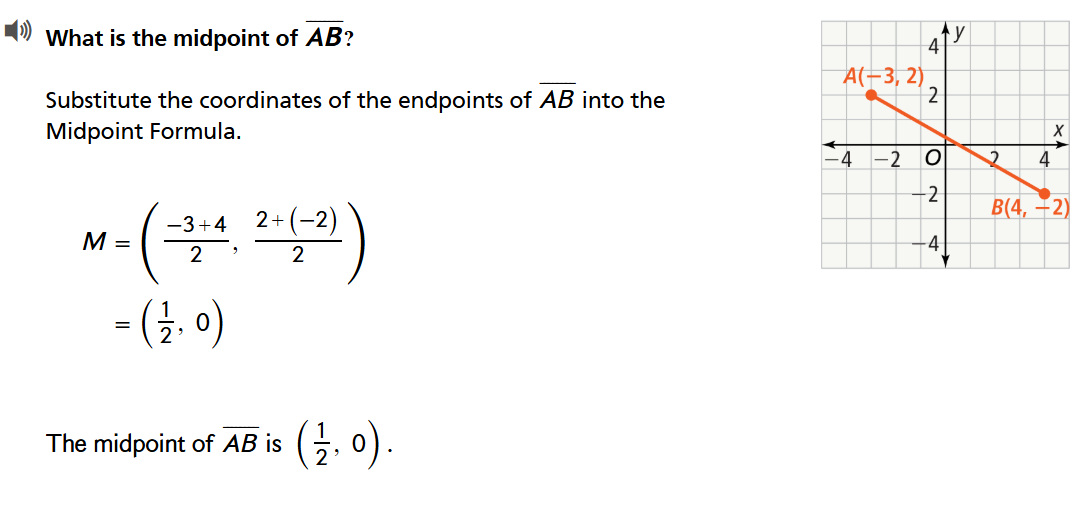 What is the midpoint of AB?
Substitute the coordinates of the endpoints of AB into the
Midpoint Formula.
M = ( −3+4 / 2 , 2+(−2) / 2 )
= ( 1/2 , 0 )
The midpoint of AB is ( 1/2 , 0 ) .
y
4
A(−3, 2)
2
x
−4 −2 O 2 4
−2
B(4, −2)
−4